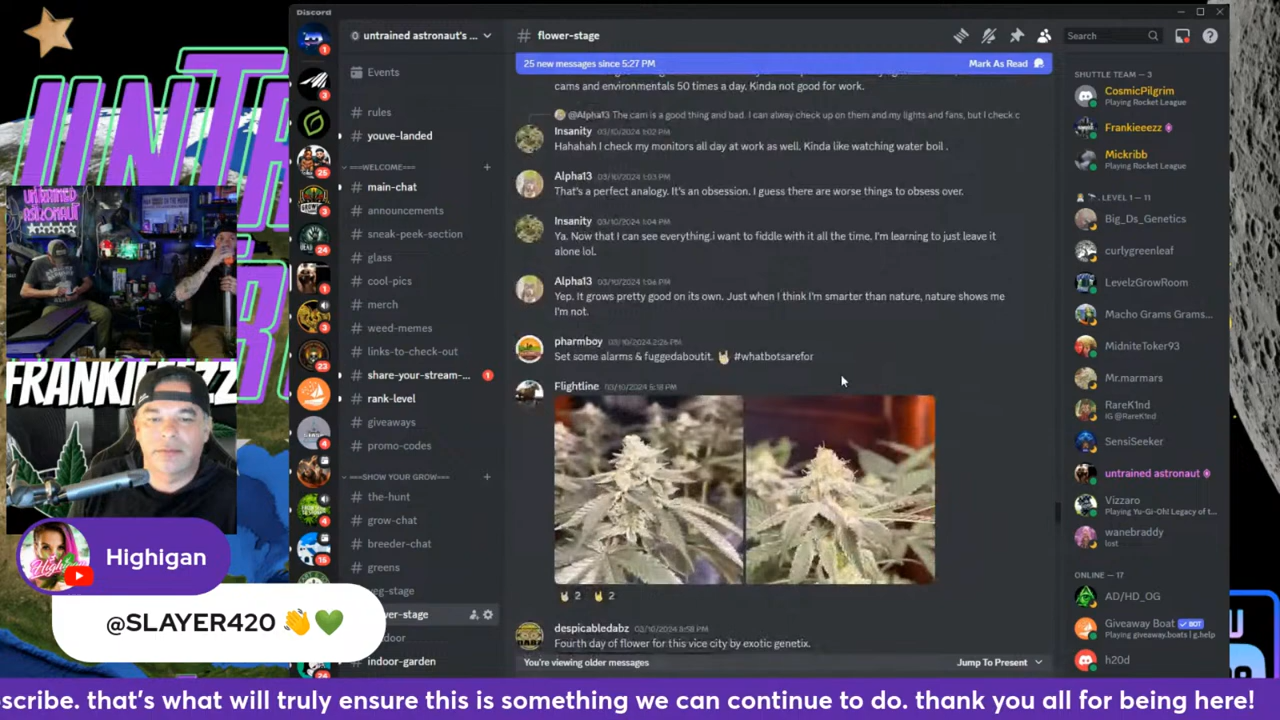 Discord
untrained astronaut's ...
flower-stage
Search
25 new messages since 5:27 PM
Mark As Read
Events
rules
youve-landed
===WELCOME===
main-chat
announcements
sneak-peek-section
glass
cool-pics
merch
weed-memes
links-to-check-out
share-your-stream-...
1
rank-level
giveaways
promo-codes
===SHOW YOUR GROW===
the-hunt
grow-chat
breeder-chat
greens
veg-stage
indoor-garden
cams and environmentals 50 times a day. Kinda not good for work.
@Alpha13 The cam is a good thing and bad. I can alway check up on them and my lights and fans, but I check c
Insanity 03/10/2024 1:02 PM
Hahahah I check my monitors all day at work as well. Kinda like watching water boil .
Alpha13 03/10/2024 1:03 PM
That's a perfect analogy. It's an obsession. I guess there are worse things to obsess over.
Insanity 03/10/2024 1:04 PM
Ya. Now that I can see everything.i want to fiddle with it all the time. I'm learning to just leave it
alone lol.
Alpha13 03/10/2024 1:06 PM
Yep. It grows pretty good on its own. Just when I think I'm smarter than nature, nature shows me
I'm not.
pharmboy 03/10/2024 2:26 PM
Set some alarms & fuggedaboutit. 🤘 #whatbotsarefor
Flightline 03/10/2024 5:18 PM
2
2
despicabledabz 03/10/2024 8:58 PM
Fourth day of flower for this vice city by exotic genetix.
You're viewing older messages
Jump To Present
SHUTTLE TEAM — 3
CosmicPilgrim
Playing Rocket League
Frankieeezz
Mickribb
Playing Rocket League
LEVEL 1 — 11
Big_Ds_Genetics
curlygreenleaf
LevelzGrowRoom
Macho Grams Grams...
MidniteToker93
Mr.marmars
RareK1nd
IG @RareK1nd
SensiSeeker
untrained astronaut
Vizzaro
Playing Yu-Gi-Oh! Legacy of t...
wanebraddy
lost
ONLINE — 17
AD/HD_OG
Giveaway Boat BOT
Playing giveaway.boats | g.help
h20d
FRANKIEEEZZ
Highigan
@SLAYER420 👋💚
scribe. that's what will truly ensure this is something we can continue to do. thank you all for being here!